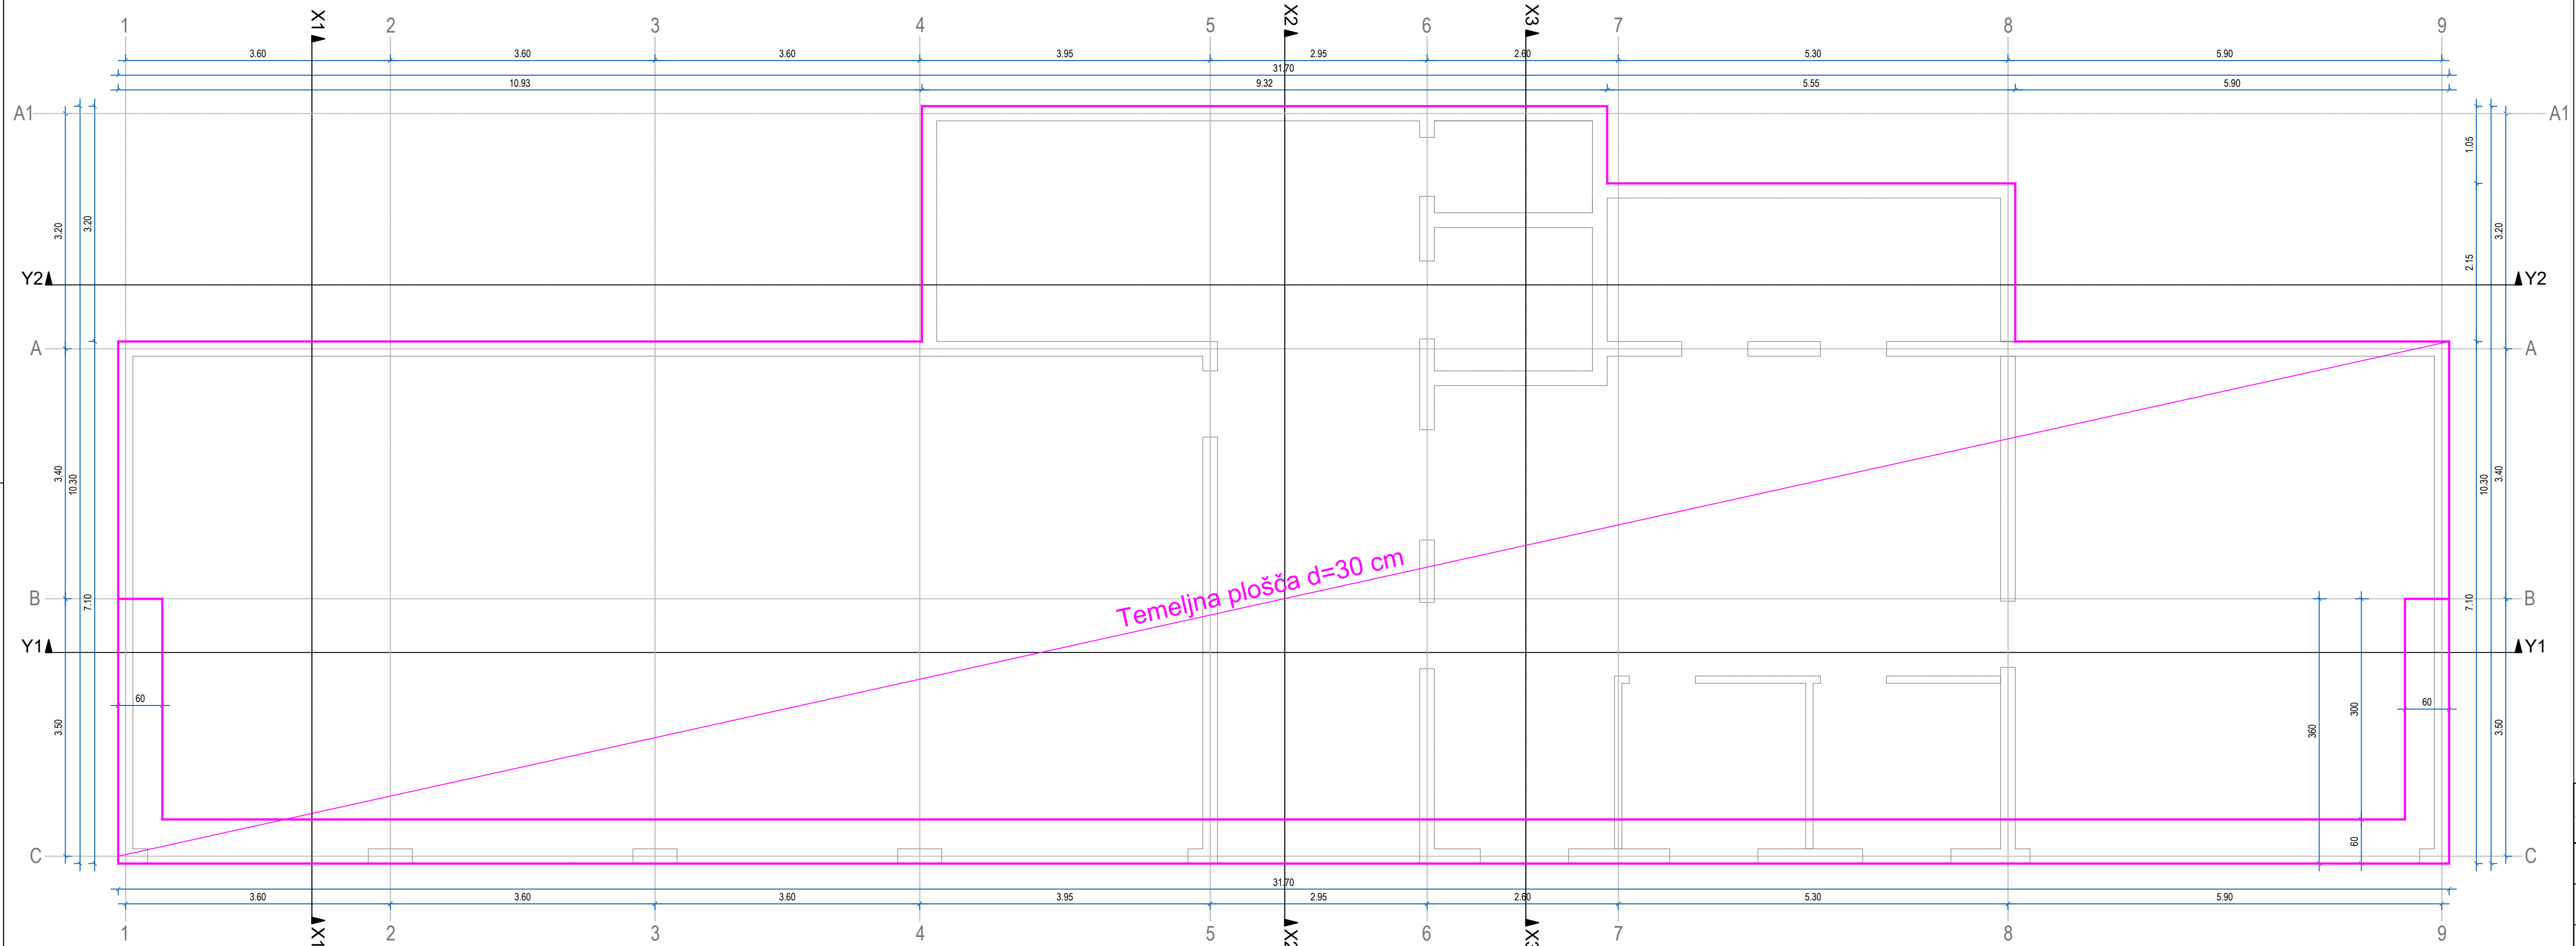 1 X1 2 3 4 5 X2 6 X3 7 8 9
3.60 3.60 3.60 3.95 2.95 2.60 5.30 5.90
31.70
10.93 9.32 5.55 5.90
A1 A1
1.05
3.20 3.20 3.20
2.15
Y2 Y2
A A
3.40 10.30 10.30 3.40
Temeljna plošča d=30 cm
B 7.10 7.10 B
Y1 Y1
60 60
3.50 360 300 3.50
60
C C
31.70
3.60 3.60 3.60 3.95 2.95 2.60 5.30 5.90
1 X1 2 3 4 5 X2 6 X3 7 8 9